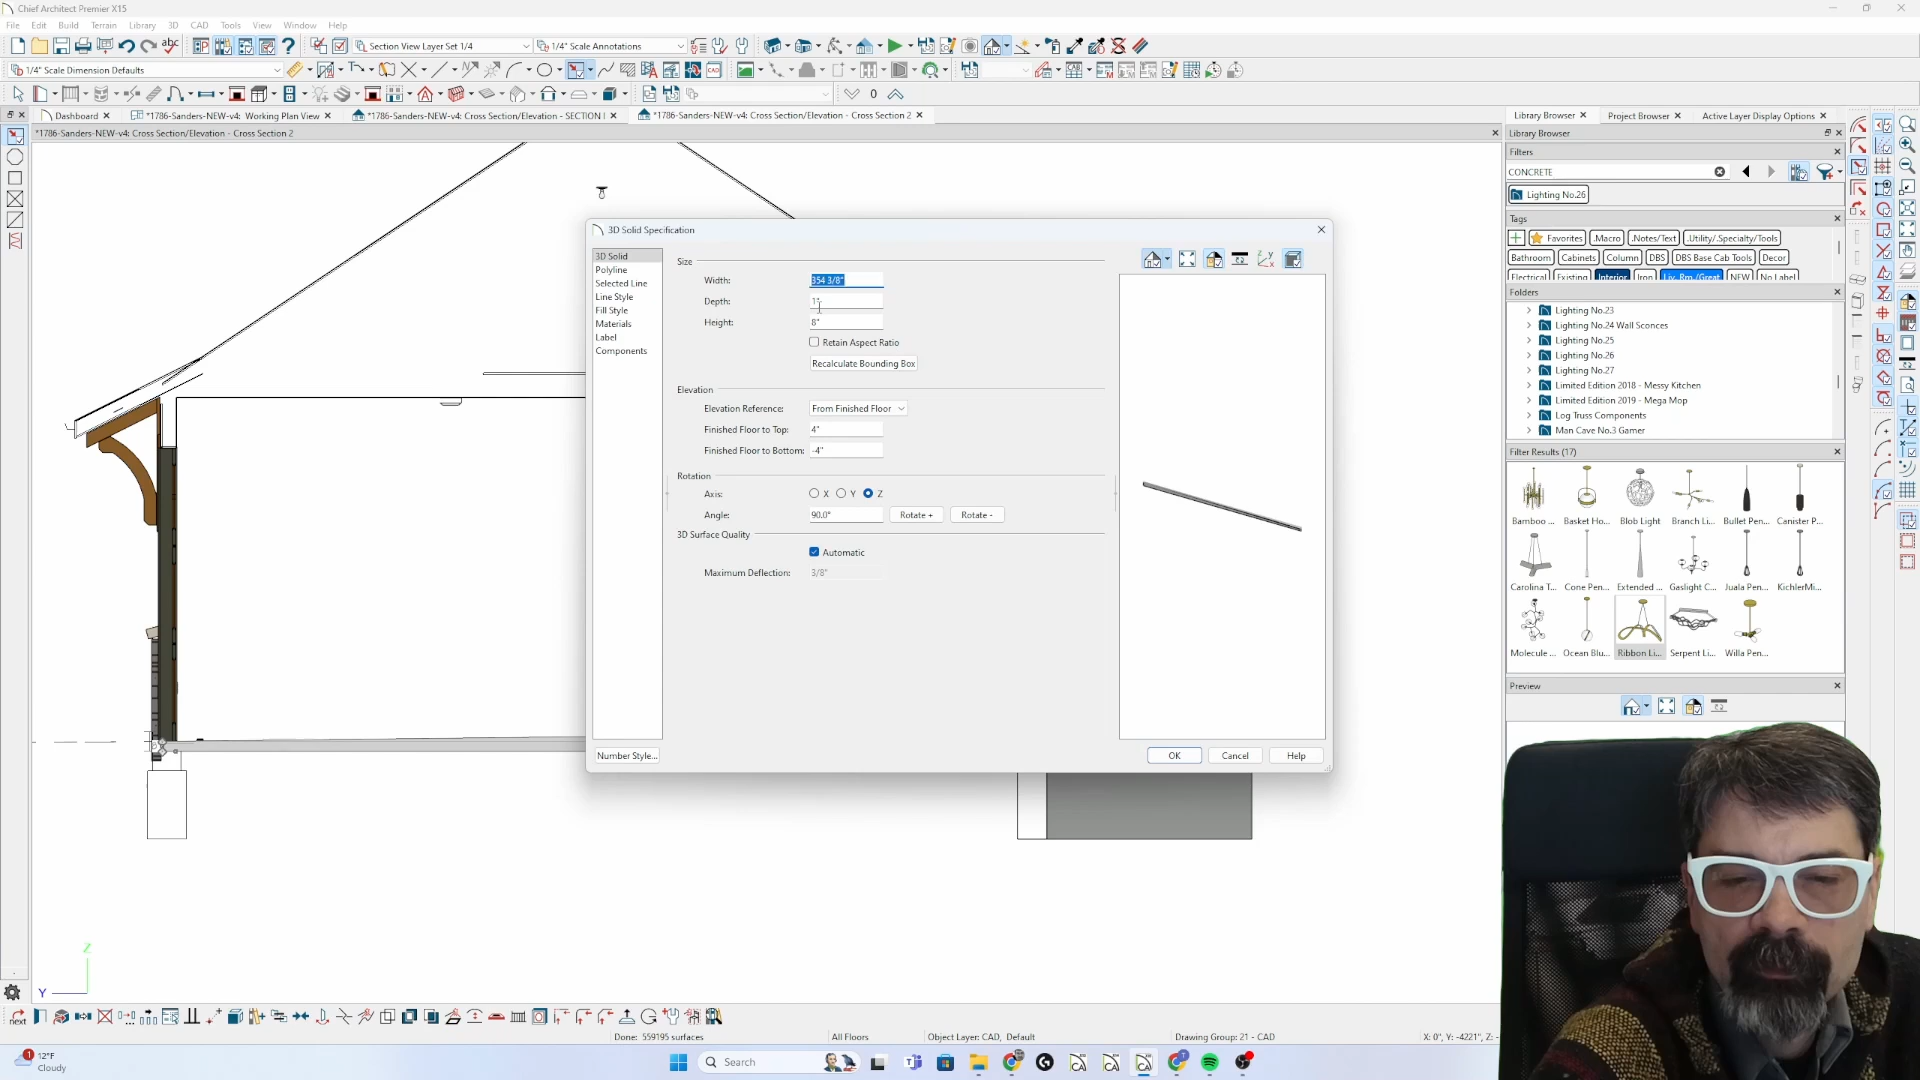 Chief Architect Premier X15
File Edit Build Terrain Library 3D CAD Tools View Window Help
Section View Layer Set 1/4 1/4" Scale Annotations
1/4" Scale Dimension Defaults
0
Dashboard *1786-Sanders-NEW-v4: Working Plan View *1786-Sanders-NEW-v4: Cross Section/Elevation - SECTION I *1786-Sanders-NEW-v4: Cross Section/Elevation - Cross Section 2
*1786-Sanders-NEW-v4: Cross Section/Elevation - Cross Section 2
Library Browser Project Browser Active Layer Display Options
Library Browser
Filters
CONCRETE
Lighting No.26
Tags
Favorites .Macro .Notes/Text .Utility/.Specialty/Tools
Bathroom Cabinets Column DBS DBS Base Cab Tools Decor
Electrical Existing Interior Iron Liv. Rm./Great NEW No Label
Folders
Lighting No.23
Lighting No.24 Wall Sconces
Lighting No.25
Lighting No.26
Lighting No.27
Limited Edition 2018 - Messy Kitchen
Limited Edition 2019 - Mega Mop
Log Truss Components
Man Cave No.3 Gamer
Filter Results (17)
Bamboo ... Basket Ho... Blob Light Branch Li... Bullet Pen... Canister P...
Carolina T... Cone Pen... Extended ... Gaslight C... Juala Pen... KichlerMi...
Molecule ... Ocean Blu... Ribbon Li... Serpent Li... Willa Pen...
Preview
3D Solid Specification
3D Solid
Polyline
Selected Line
Line Style
Fill Style
Materials
Label
Components
Size
Width: 354 3/8"
Depth: 1"
Height: 8"
Retain Aspect Ratio
Recalculate Bounding Box
Elevation
Elevation Reference: From Finished Floor
Finished Floor to Top: 4"
Finished Floor to Bottom: -4"
Rotation
Axis: X Y Z
Angle: 90.0° Rotate + Rotate -
3D Surface Quality
Automatic
Maximum Deflection: 3/8"
Number Style... OK Cancel Help
Z
Y
next
Done: 559195 surfaces All Floors Object Layer: CAD, Default Drawing Group: 21 - CAD X: 0", Y: -4221", Z: -
1 12°F
Cloudy
Search